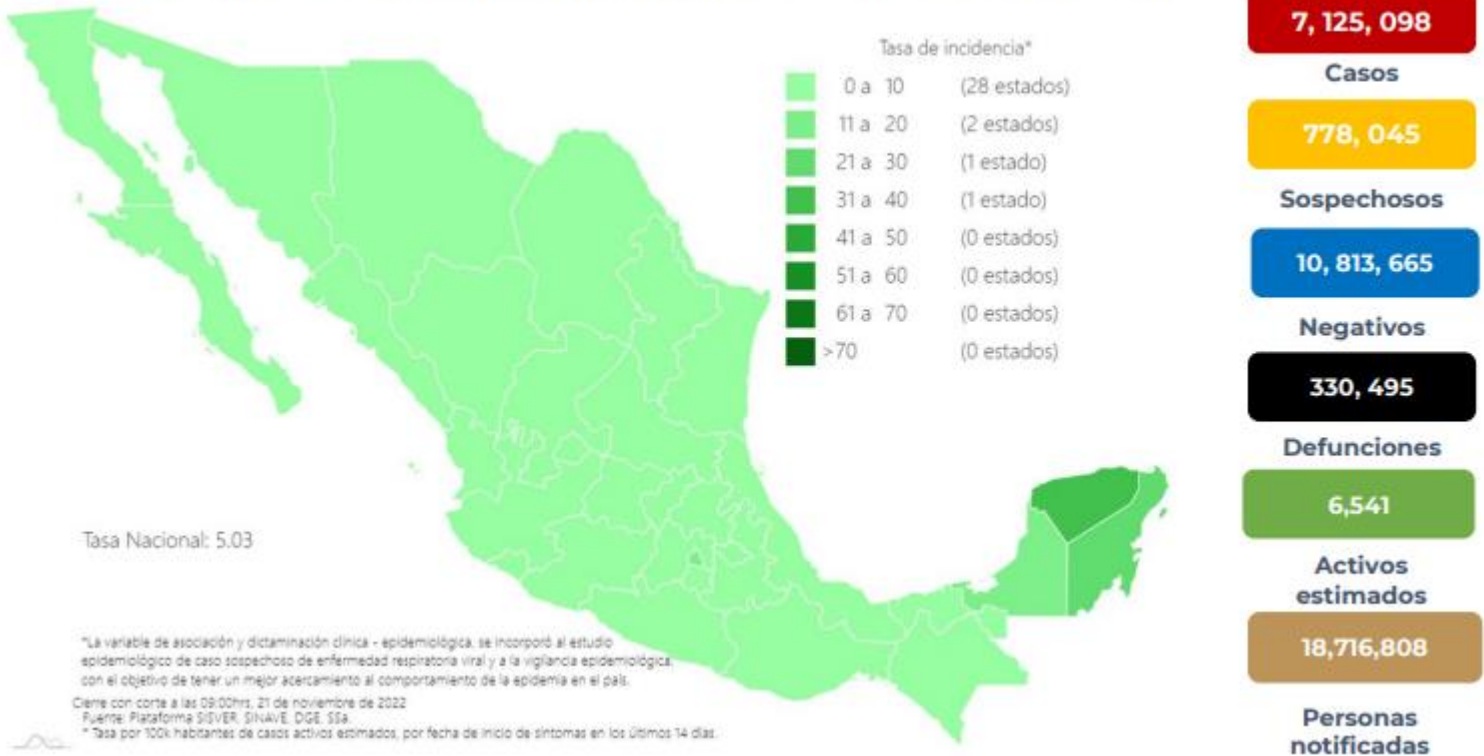 Tasa de incidencia*
0 a 10 (28 estados)
11 a 20 (2 estados)
21 a 30 (1 estado)
31 a 40 (1 estado)
41 a 50 (0 estados)
51 a 60 (0 estados)
61 a 70 (0 estados)
>70 (0 estados)
Tasa Nacional: 5.03
*La variable de asociación y dictaminación clínica - epidemiológica, se incorporó al estudio
epidemiológico de caso sospechoso de enfermedad respiratoria viral y a la vigilancia epidemiológica,
con el objetivo de tener un mejor acercamiento al comportamiento de la epidemia en el país.
Cierre con corte a las 09:00hrs, 21 de noviembre de 2022
Fuente: Plataforma SISVER, SINAVE, DGE, SSa.
* Tasa por 100k habitantes de casos activos estimados, por fecha de inicio de síntomas en los últimos 14 días.
7, 125, 098
Casos
778, 045
Sospechosos
10, 813, 665
Negativos
330, 495
Defunciones
6,541
Activos
estimados
18,716,808
Personas
notificadas